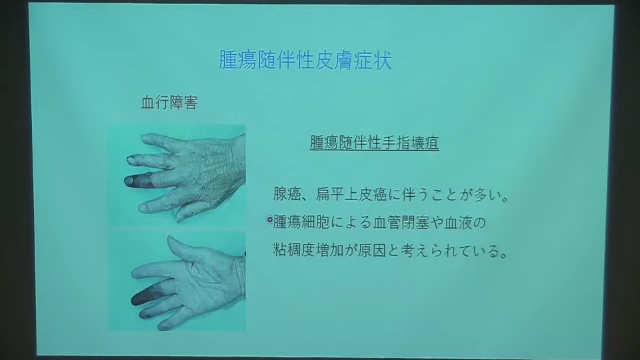 腫瘍随伴性皮膚症状
血行障害
腫瘍随伴性手指壊疽
腺癌、扁平上皮癌に伴うことが多い。
腫瘍細胞による血管閉塞や血液の
粘稠度増加が原因と考えられている。